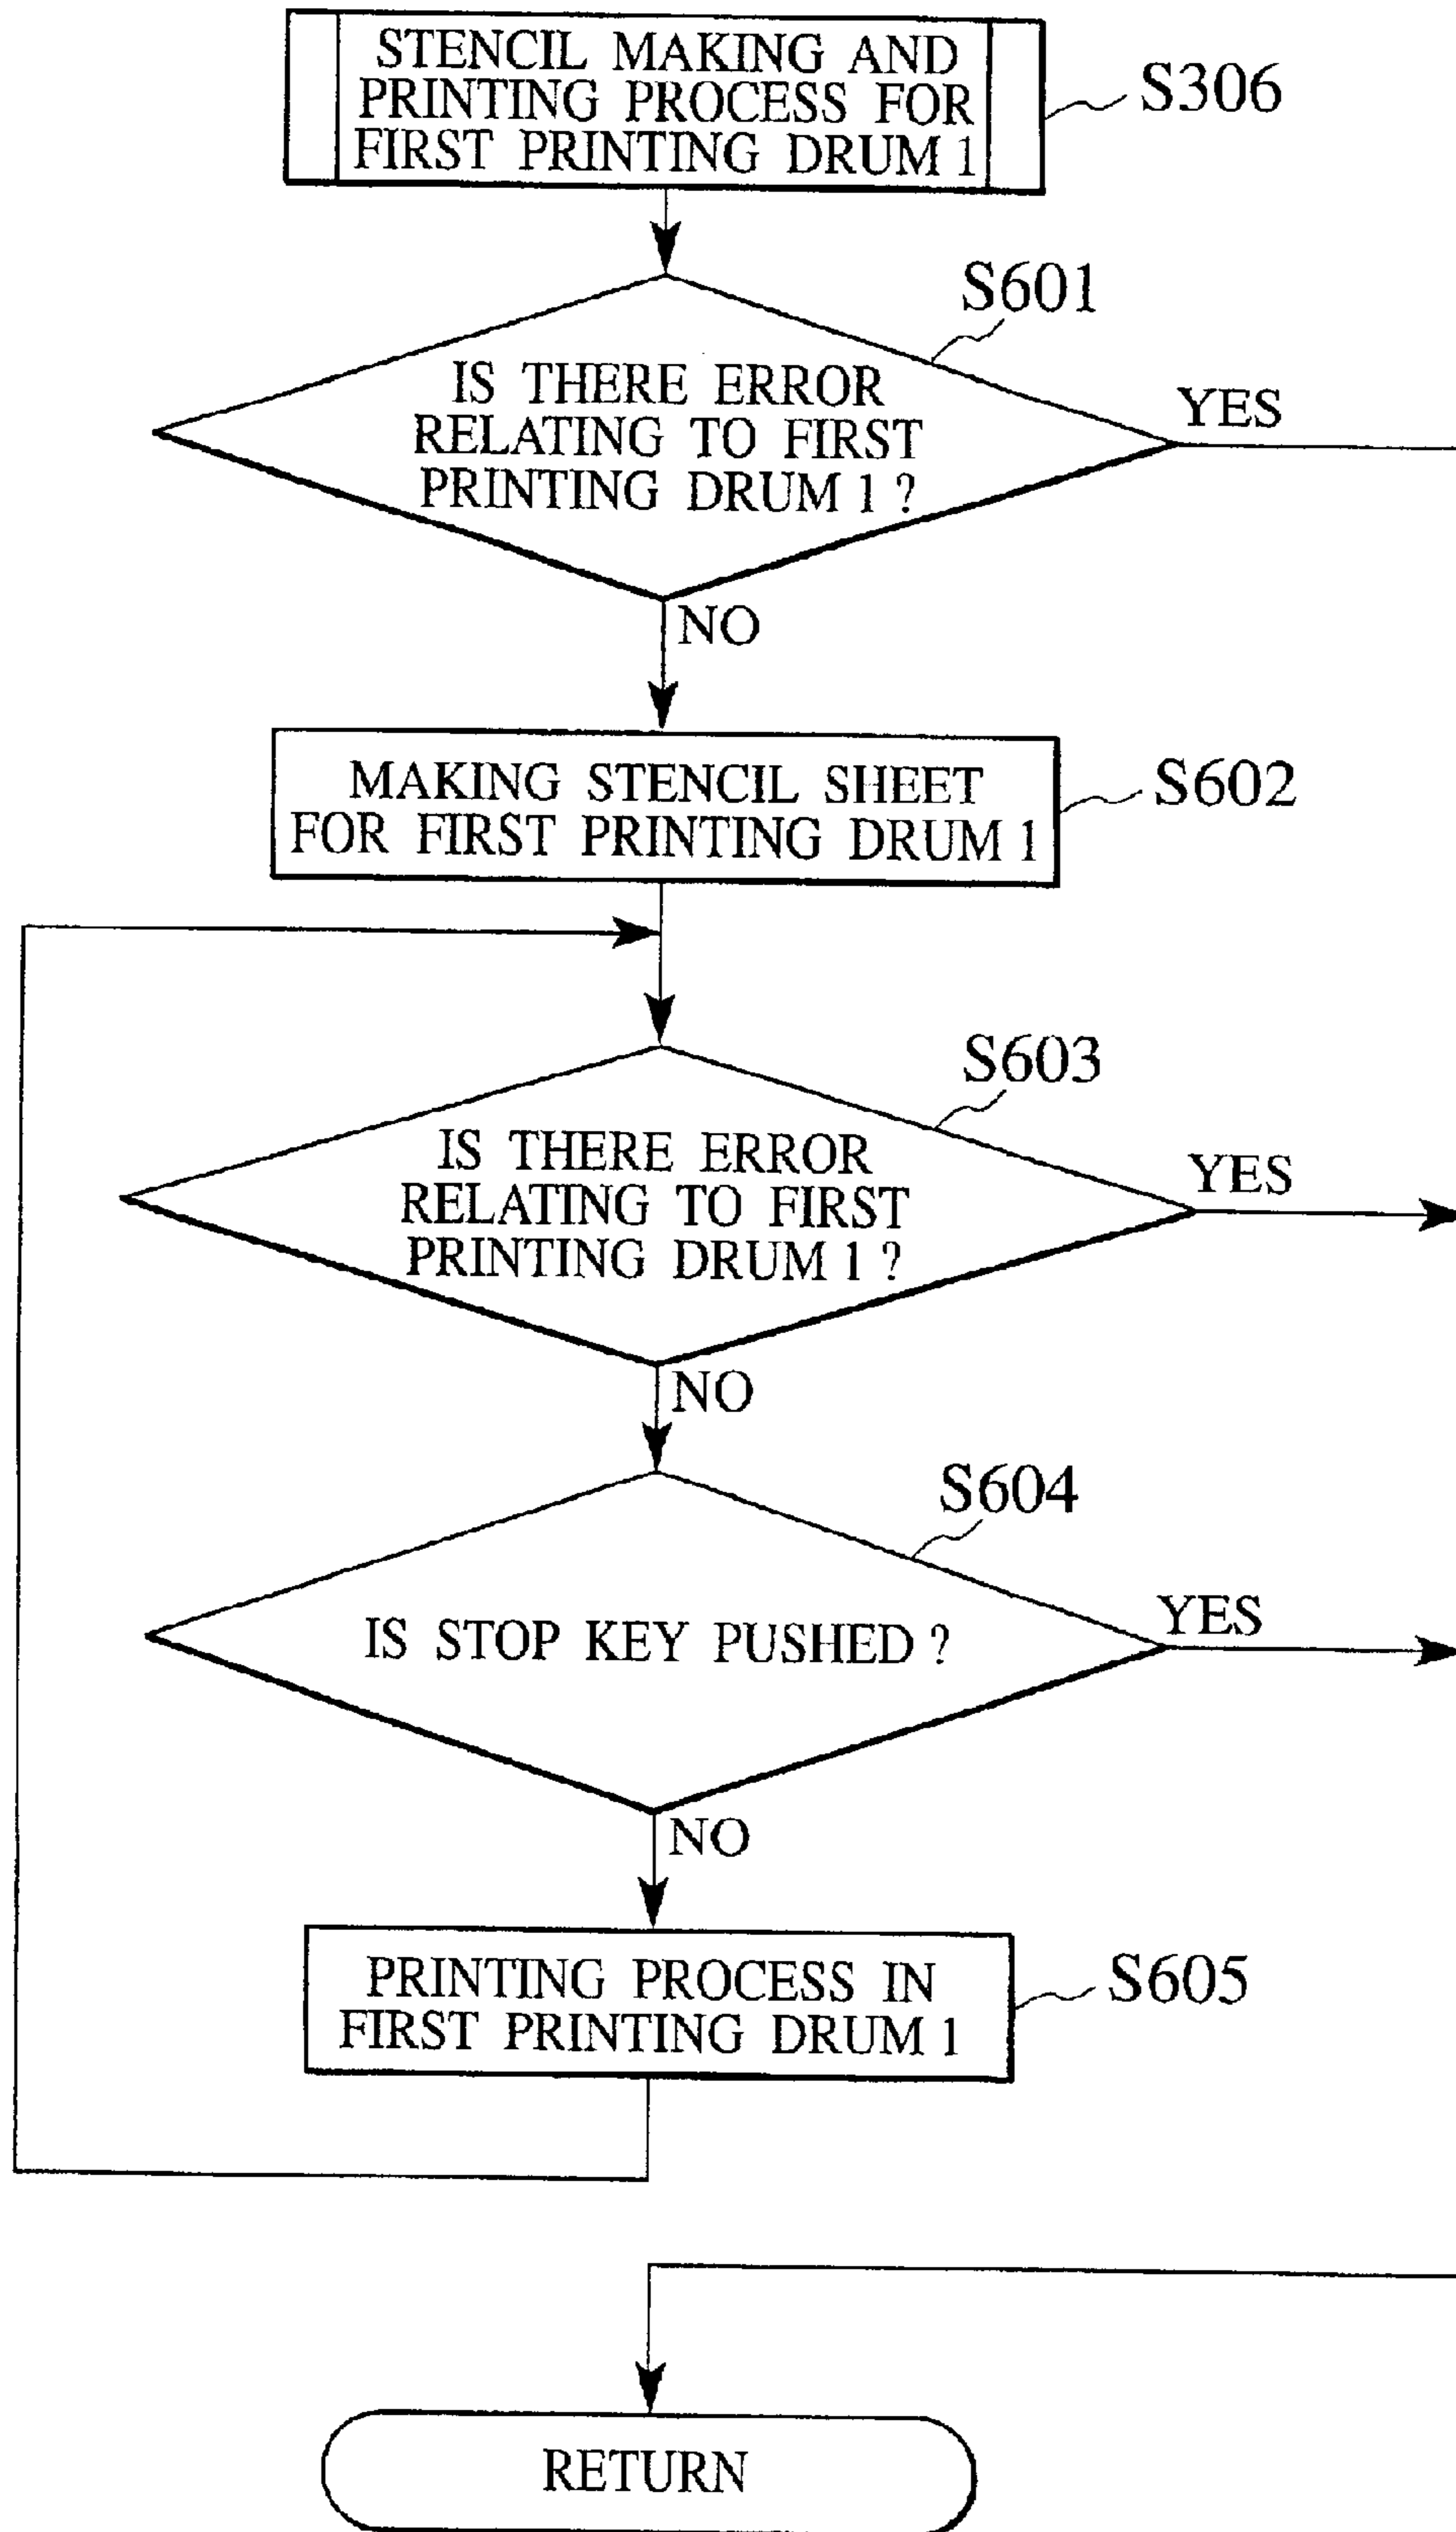 STENCIL MAKING AND
PRINTING PROCESS FOR
FIRST PRINTING DRUM 1
S306
S601
IS THERE ERROR
RELATING TO FIRST
PRINTING DRUM 1 ?
YES
NO
MAKING STENCIL SHEET
FOR FIRST PRINTING DRUM 1
S602
S603
IS THERE ERROR
RELATING TO FIRST
PRINTING DRUM 1 ?
YES
NO
S604
IS STOP KEY PUSHED ?
YES
NO
PRINTING PROCESS IN
FIRST PRINTING DRUM 1
S605
RETURN